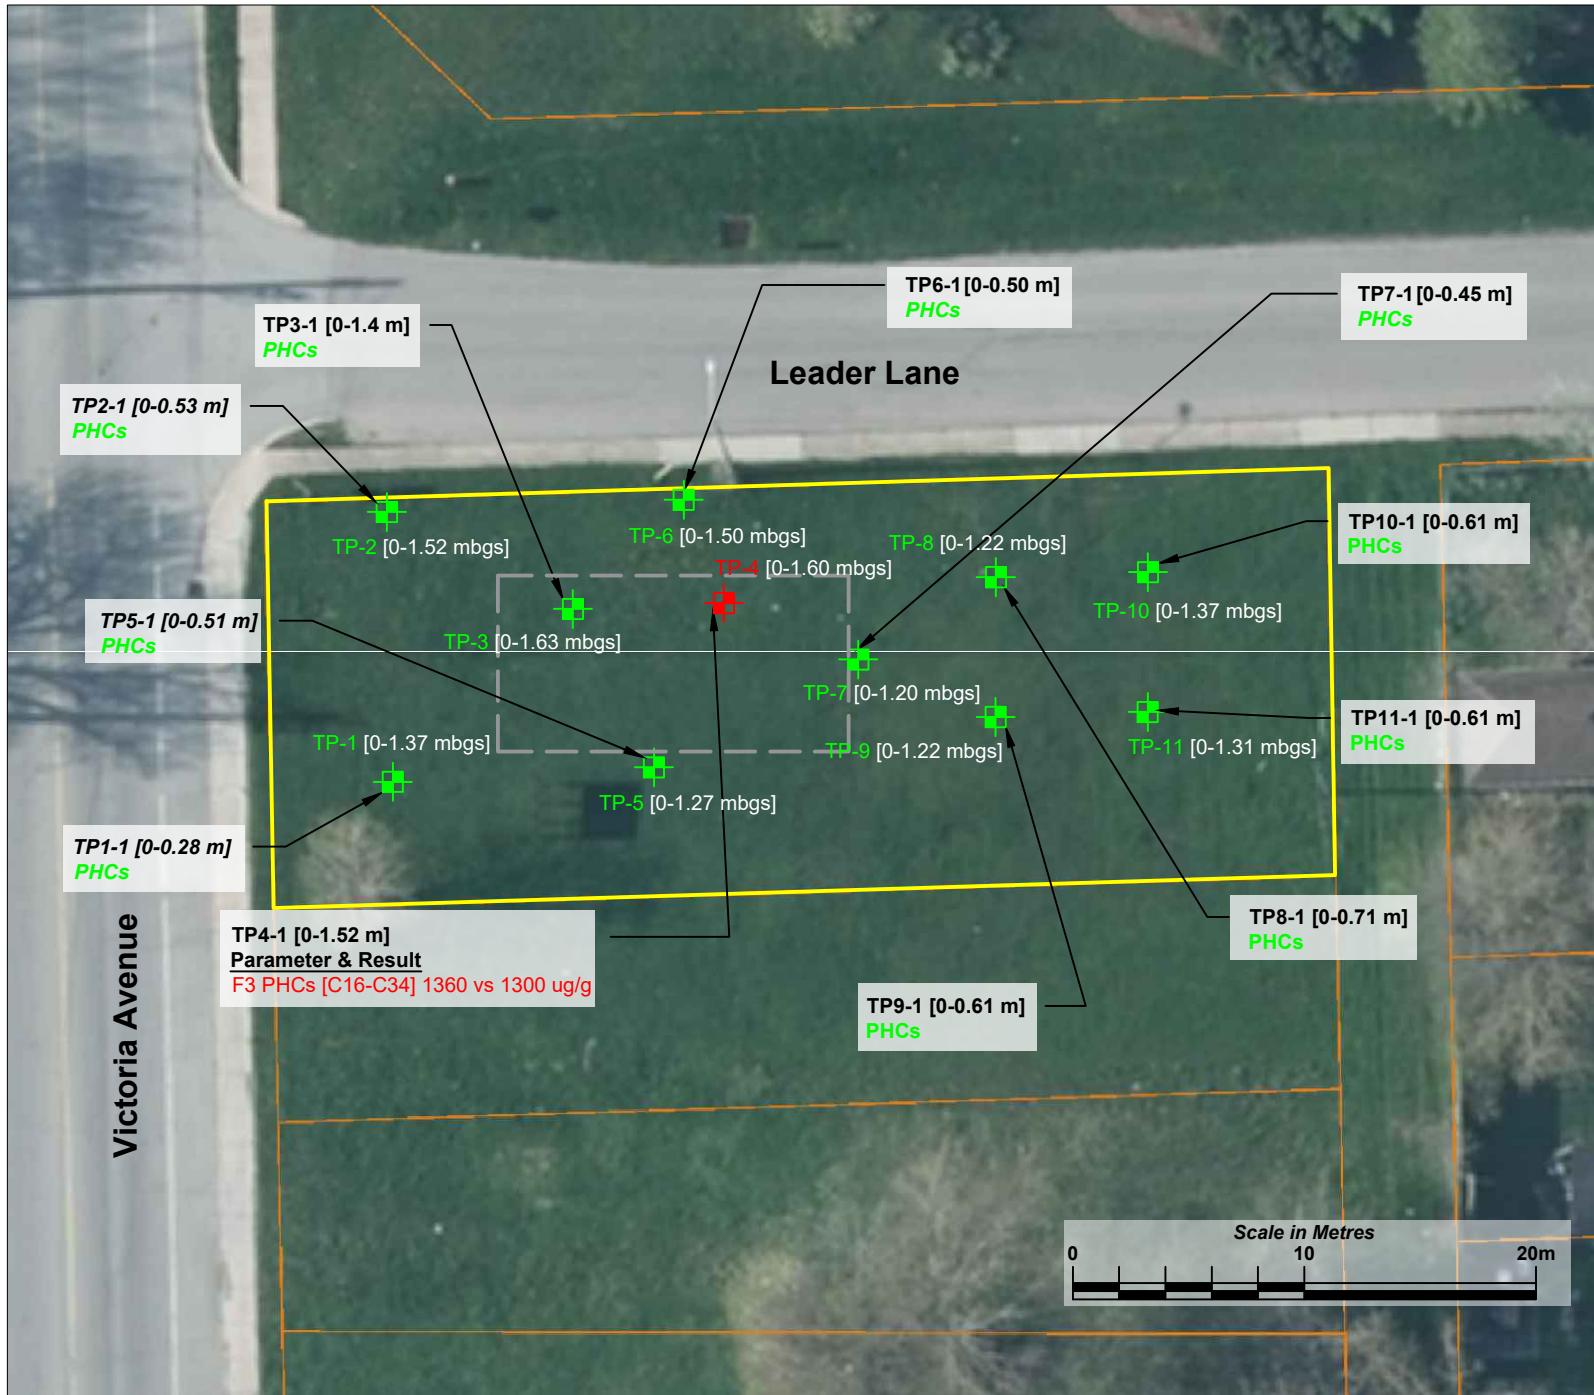 TP6-1 [0-0.50 m]
PHCs
TP7-1 [0-0.45 m]
PHCs
TP3-1 [0-1.4 m]
PHCs
Leader Lane
TP2-1 [0-0.53 m]
PHCs
TP10-1 [0-0.61 m]
PHCs
TP-2 [0-1.52 mbgs]
TP-6 [0-1.50 mbgs]
TP-8 [0-1.22 mbgs]
TP-4 [0-1.60 mbgs]
TP-10 [0-1.37 mbgs]
TP5-1 [0-0.51 m]
PHCs
TP-3 [0-1.63 mbgs]
TP-7 [0-1.20 mbgs]
TP11-1 [0-0.61 m]
PHCs
TP-1 [0-1.37 mbgs]
TP-9 [0-1.22 mbgs]
TP-11 [0-1.31 mbgs]
TP-5 [0-1.27 mbgs]
TP1-1 [0-0.28 m]
PHCs
TP8-1 [0-0.71 m]
PHCs
TP4-1 [0-1.52 m]
Parameter & Result
F3 PHCs [C16-C34] 1360 vs 1300 ug/g
Victoria Avenue
TP9-1 [0-0.61 m]
PHCs
Scale in Metres
0 10 20m